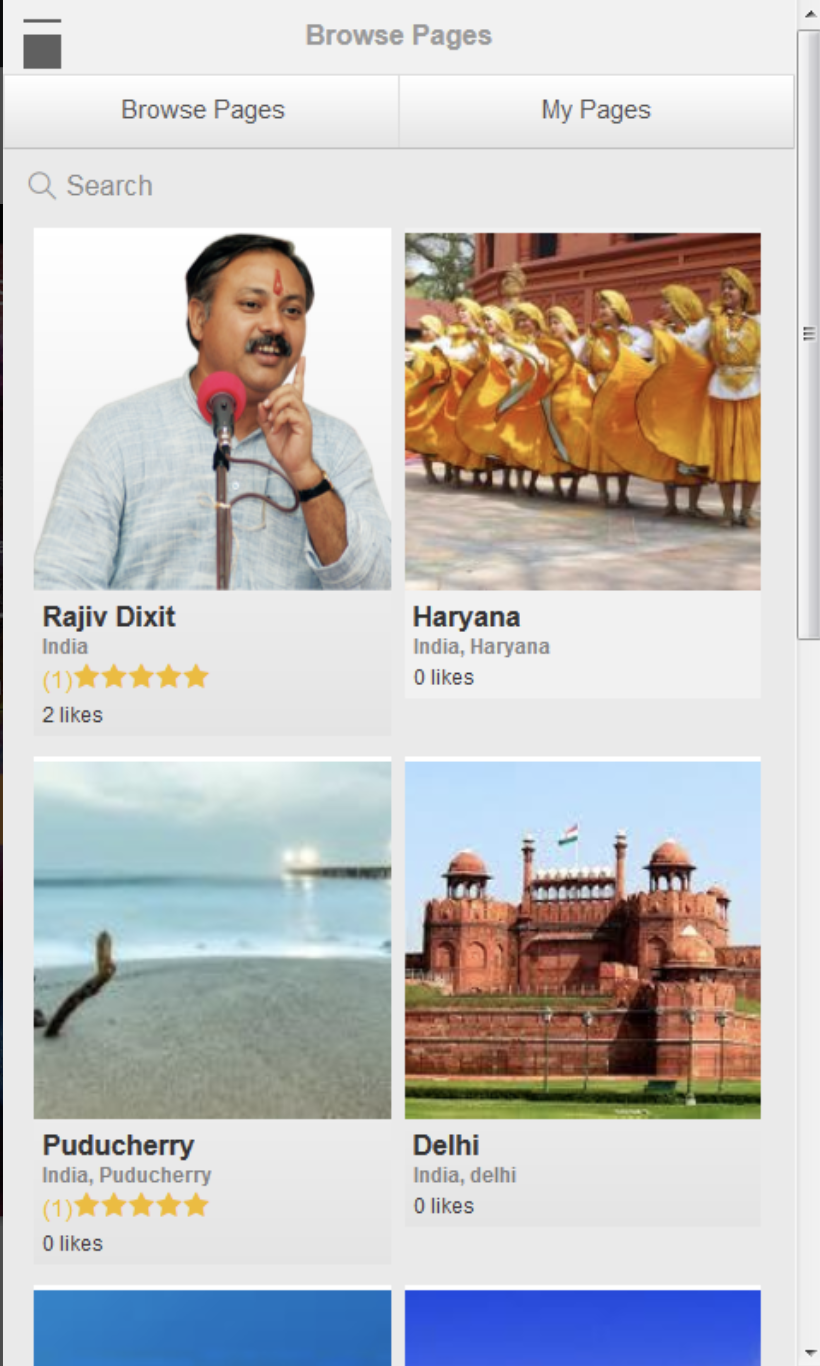 Browse Pages
Browse Pages
My Pages
Search
Rajiv Dixit
India
(1)
2 likes
Haryana
India, Haryana
0 likes
Puducherry
India, Puducherry
(1)
0 likes
Delhi
India, delhi
0 likes